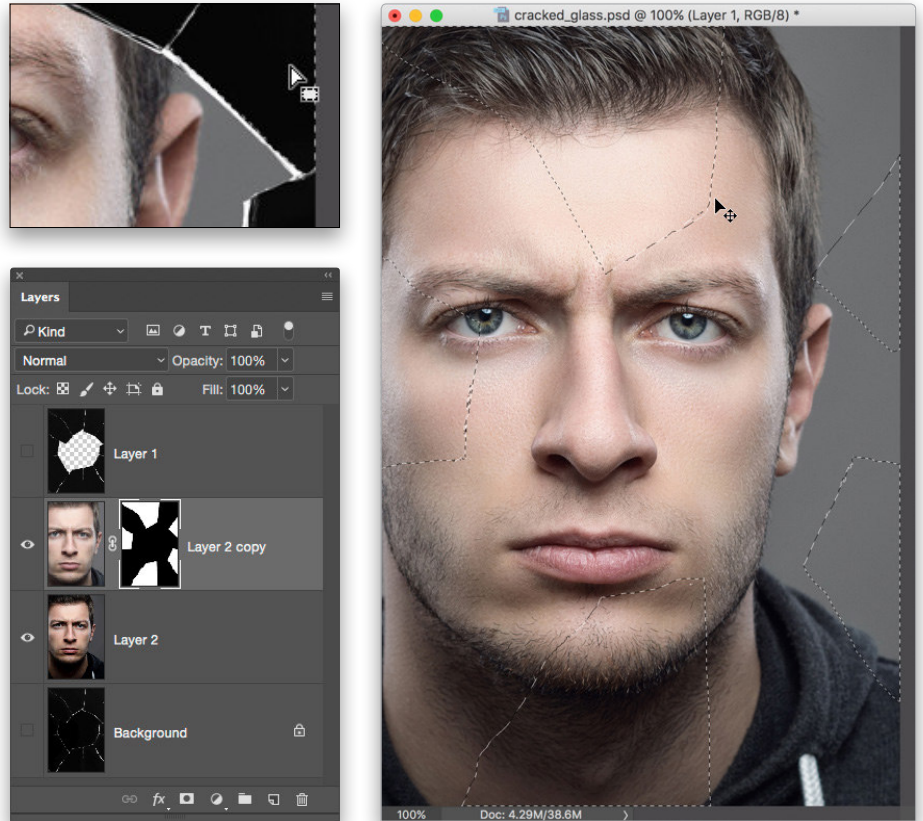 cracked_glass.psd @ 100% (Layer 1, RGB/8) *
Layers
Kind
T
Normal
Opacity: 100%
Lock:
Fill: 100%
Layer 1
Layer 2 copy
Layer 2
Background
fx
100%
Doc: 4.29M/38.6M